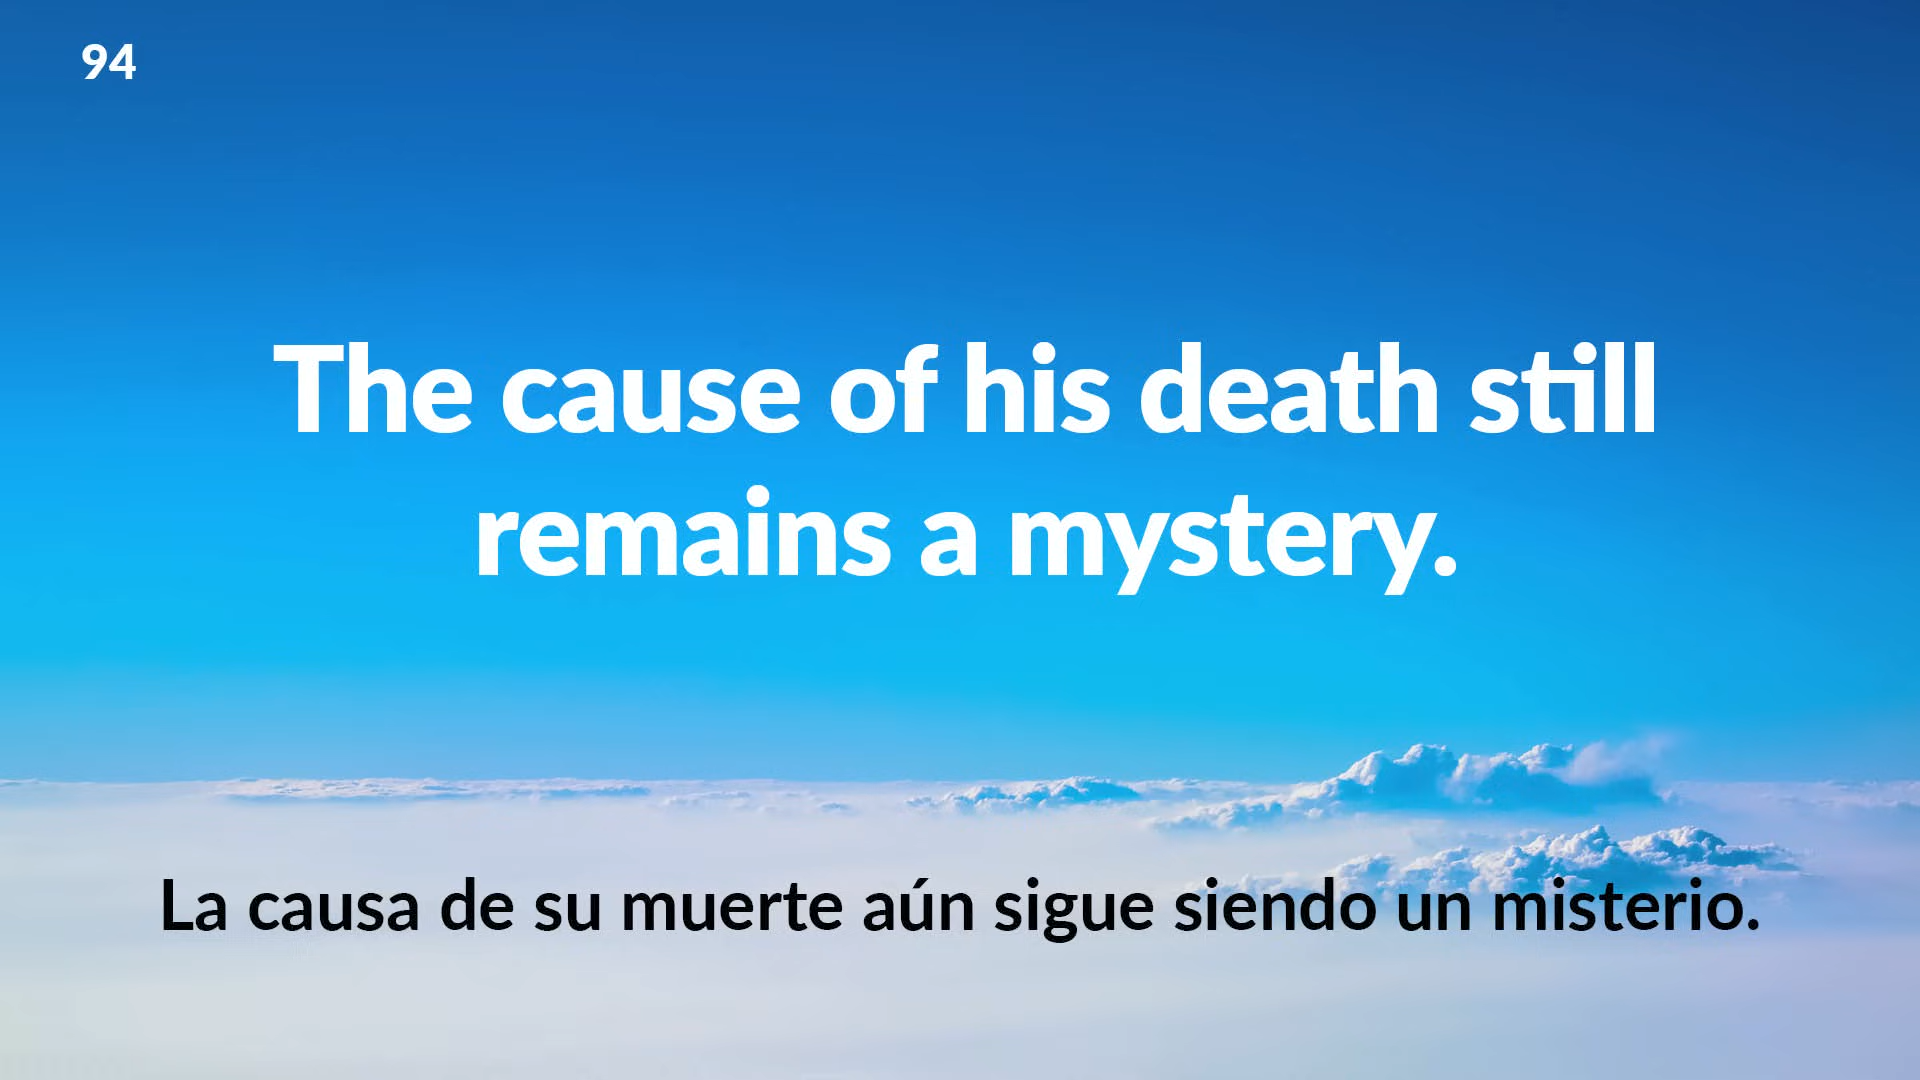 94
The cause of his death still
remains a mystery.
La causa de su muerte aún sigue siendo un misterio.